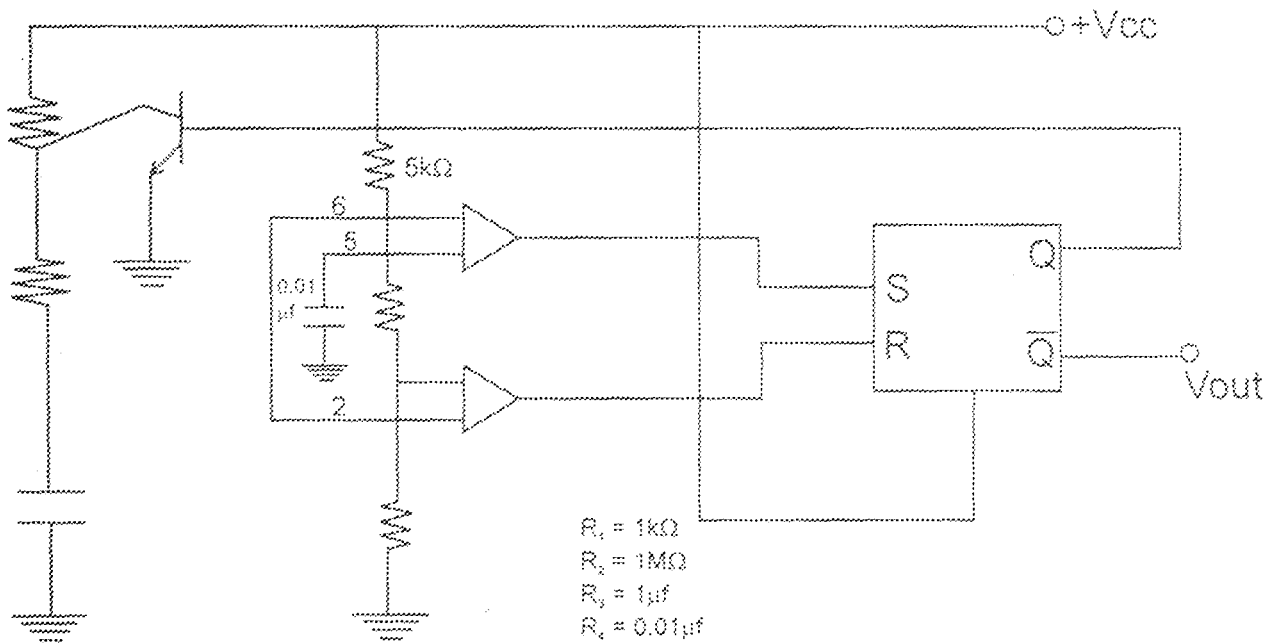 +Vcc
5kΩ
6
5
0.01
μf
2
S
R
Q
Q̅
Vout
R₁ = 1kΩ
R₂ = 1MΩ
R₃ = 1μf
R₄ = 0.01μf